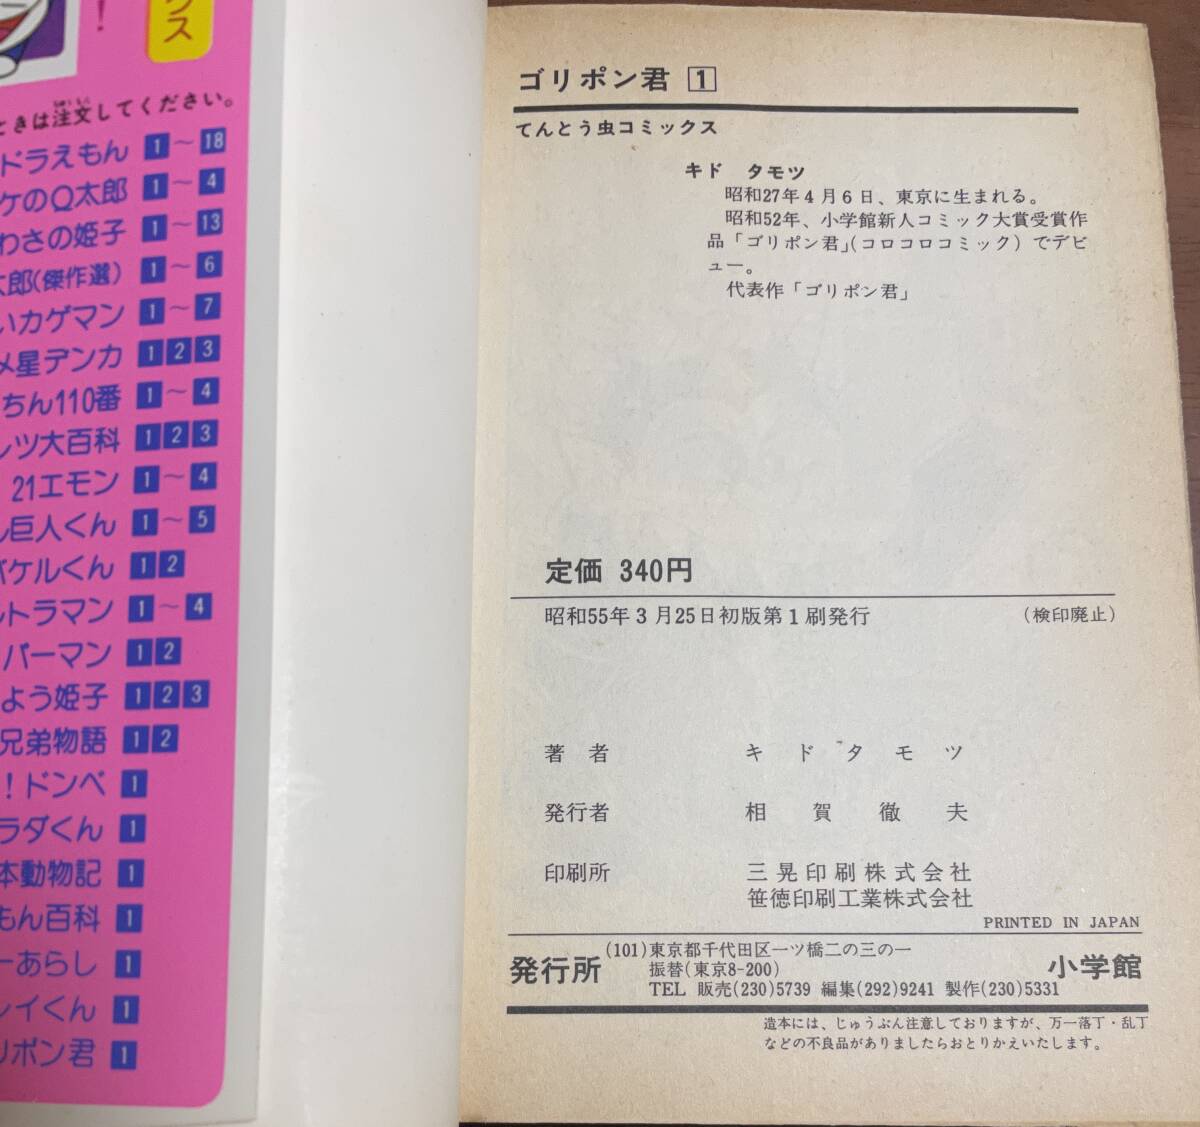 クス
!
ときは注文してください。
ドラえもん 1〜18
ケのQ太郎 1〜4
わさの姫子 1〜13
太郎(傑作選) 1〜6
いカゲマン 1〜7
メ星デンカ 1 2 3
ちん110番 1〜4
ンツ大百科 1 2 3
21エモン 1〜4
ん巨人くん 1〜5
バケルくん 1 2
ルトラマン 1〜4
パーマン 1 2
よう姫子 1 2 3
兄弟物語 1 2
!ドンベ 1
ラダくん 1
本動物記 1
もん百科 1
ーあらし 1
レイくん 1
リポン君 1
ゴリポン君 1
てんとう虫コミックス
キド タモツ
昭和27年4月6日、東京に生まれる。
昭和52年、小学館新人コミック大賞受賞作
品「ゴリポン君」(コロコロコミック)でデビ
ュー。
代表作「ゴリポン君」
定価 340円
昭和55年3月25日初版第1刷発行 (検印廃止)
著者 キドタモツ
発行者 相賀徹夫
印刷所 三晃印刷株式会社
笹徳印刷工業株式会社
PRINTED IN JAPAN
発行所 (101)東京都千代田区一ツ橋二の三の一
振替(東京8-200) 小学館
TEL 販売(230)5739 編集(292)9241 製作(230)5331
造本には、じゅうぶん注意しておりますが、万一落丁・乱丁
などの不良品がありましたらおとりかえいたします。